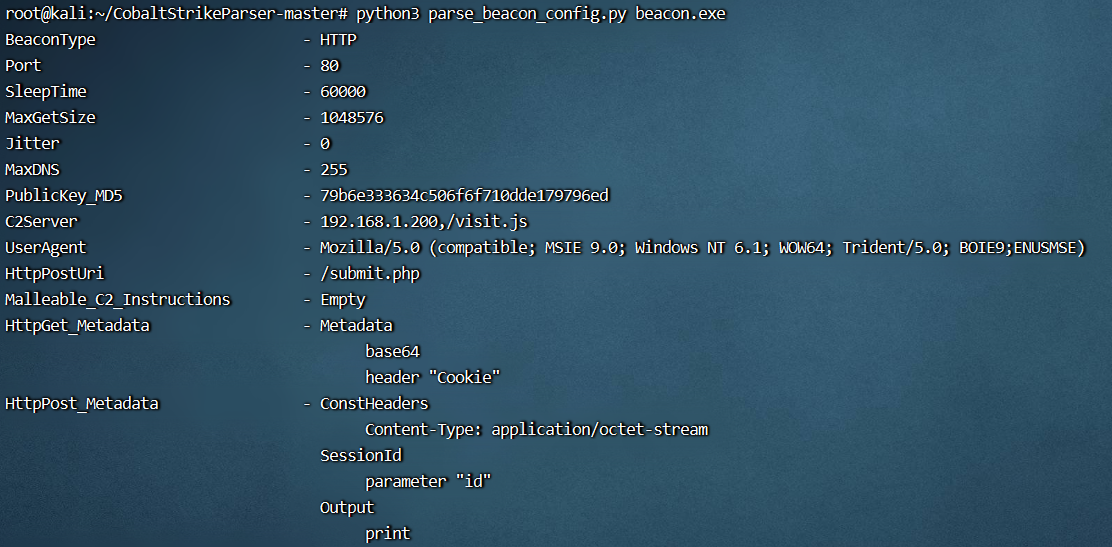 root@kali:~/CobaltStrikeParser-master# python3 parse_beacon_config.py beacon.exe
BeaconType - HTTP
Port - 80
SleepTime - 60000
MaxGetSize - 1048576
Jitter - 0
MaxDNS - 255
PublicKey_MD5 - 79b6e333634c506f6f710dde179796ed
C2Server - 192.168.1.200,/visit.js
UserAgent - Mozilla/5.0 (compatible; MSIE 9.0; Windows NT 6.1; WOW64; Trident/5.0; BOIE9;ENUSMSE)
HttpPostUri - /submit.php
Malleable_C2_Instructions - Empty
HttpGet_Metadata - Metadata
base64
header "Cookie"
HttpPost_Metadata - ConstHeaders
Content-Type: application/octet-stream
SessionId
parameter "id"
Output
print